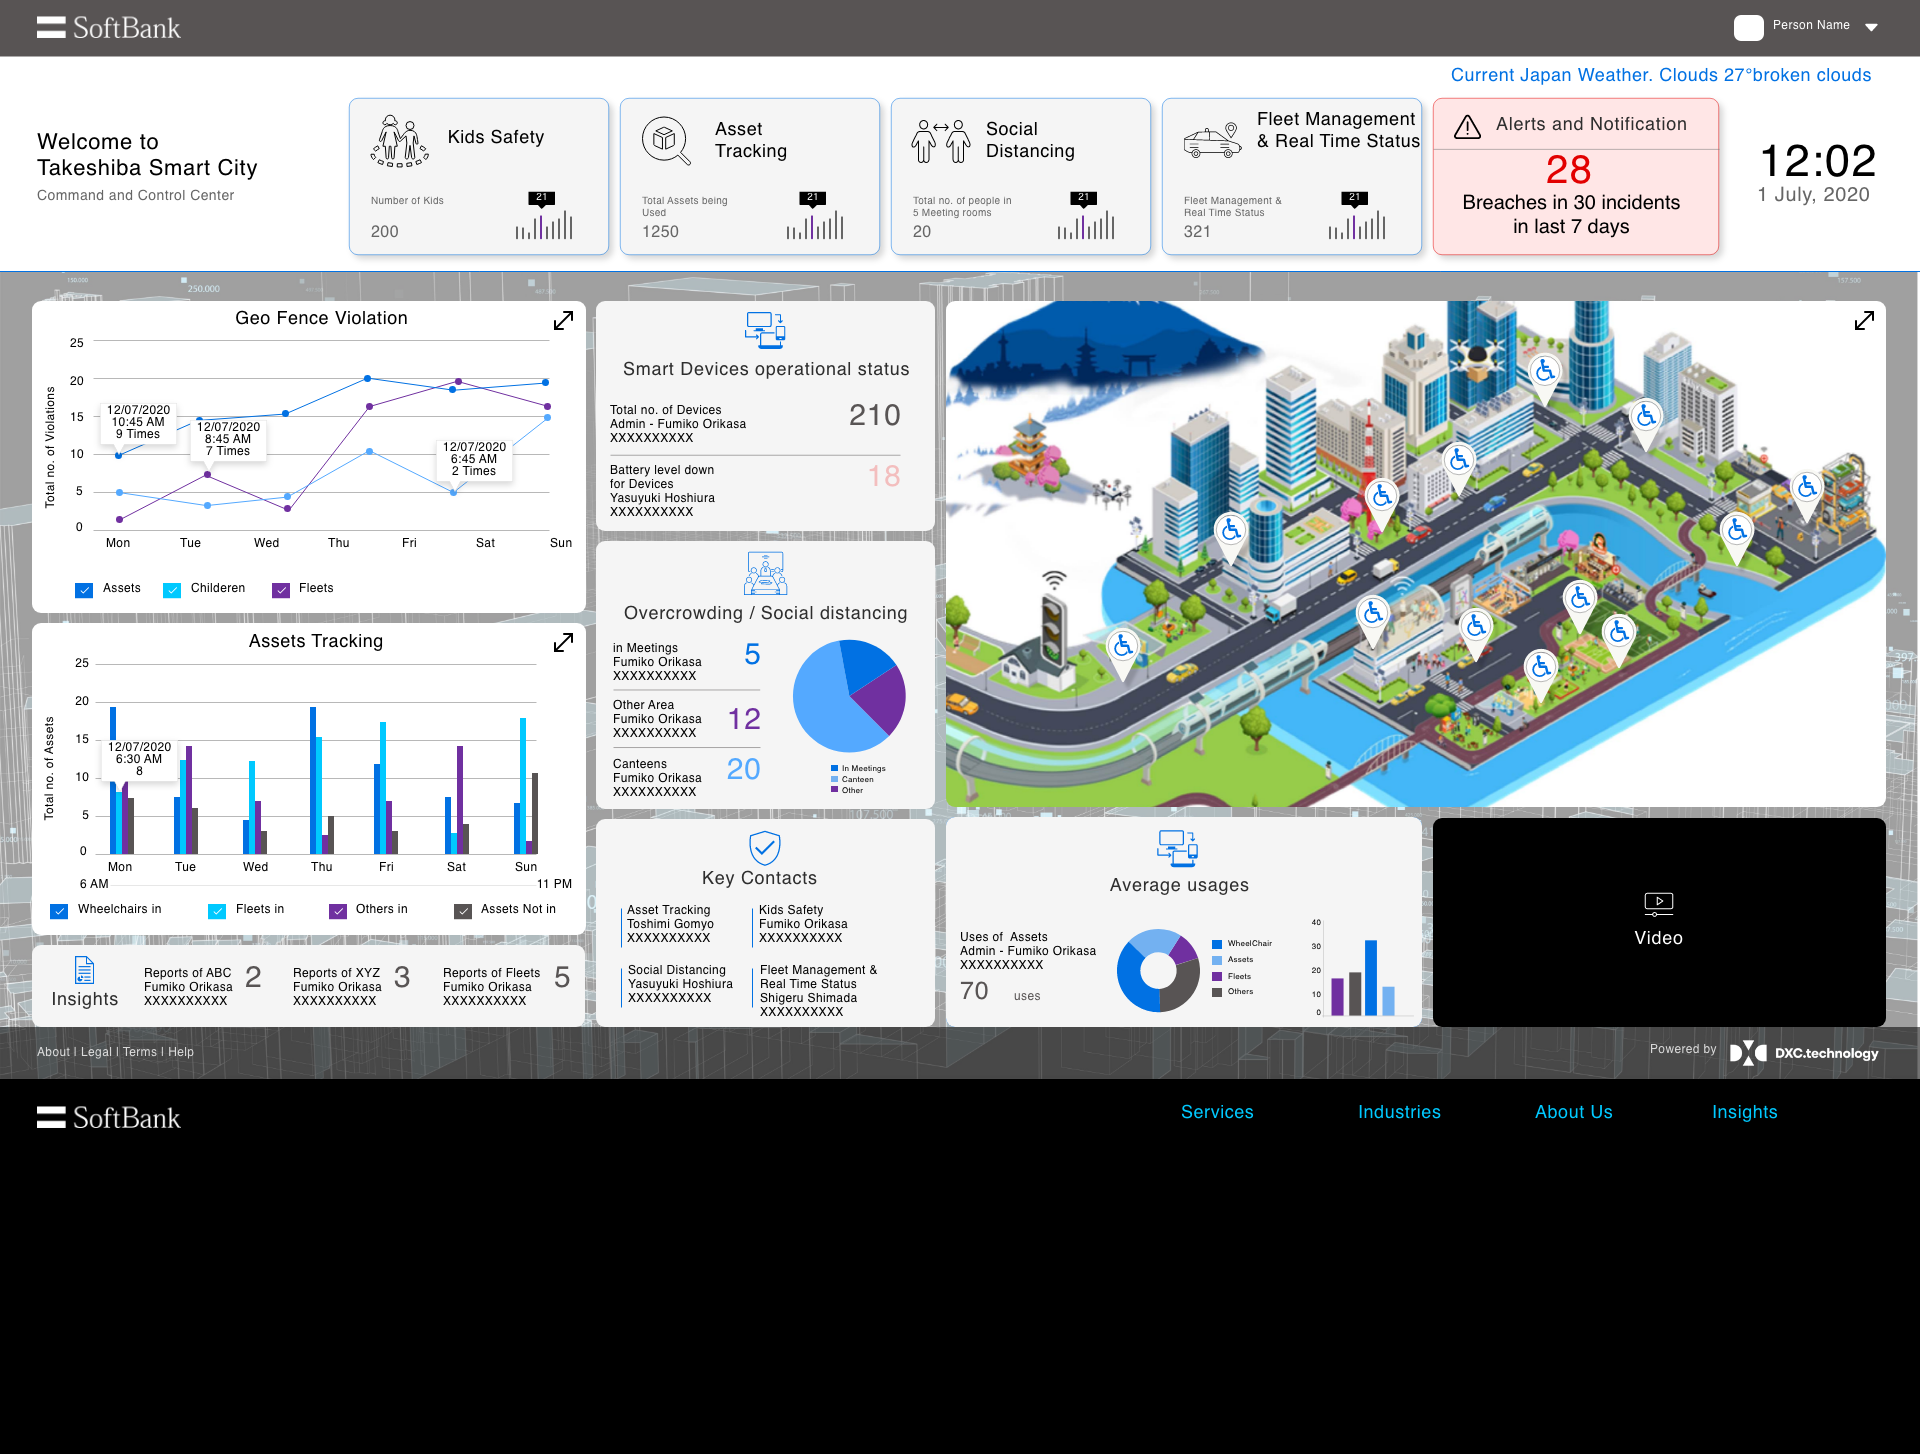 SoftBank
Person Name
Current Japan Weather. Clouds 27°broken clouds
Welcome to
Takeshiba Smart City
Command and Control Center
Kids Safety
Number of Kids
200
21
Asset
Tracking
Total Assets being
Used
1250
21
Social
Distancing
Total no. of people in
5 Meeting rooms
20
21
Fleet Management
& Real Time Status
Fleet Management &
Real Time Status
321
21
Alerts and Notification
28
Breaches in 30 incidents
in last 7 days
12:02
1 July, 2020
150.000
250.000
157.500
Geo Fence Violation
Total no. of Violations
25
20
15
10
5
0
12/07/2020
10:45 AM
9 Times
12/07/2020
8:45 AM
7 Times
12/07/2020
6:45 AM
2 Times
Mon
Tue
Wed
Thu
Fri
Sat
Sun
Assets
Childeren
Fleets
Assets Tracking
Total no. of Assets
25
20
15
10
5
0
12/07/2020
6:30 AM
8
Mon
Tue
Wed
Thu
Fri
Sat
Sun
6 AM
11 PM
Wheelchairs in
Fleets in
Others in
Assets Not in
Insights
Reports of ABC
Fumiko Orikasa
XXXXXXXXXX
2
Reports of XYZ
Fumiko Orikasa
XXXXXXXXXX
3
Reports of Fleets
Fumiko Orikasa
XXXXXXXXXX
5
Smart Devices operational status
Total no. of Devices
Admin - Fumiko Orikasa
XXXXXXXXXX
210
Battery level down
for Devices
Yasuyuki Hoshiura
XXXXXXXXXX
18
Overcrowding / Social distancing
in Meetings
Fumiko Orikasa
XXXXXXXXXX
5
Other Area
Fumiko Orikasa
XXXXXXXXXX
12
Canteens
Fumiko Orikasa
XXXXXXXXXX
20
In Meetings
Canteen
Other
107.500
Key Contacts
Asset Tracking
Toshimi Gomyo
XXXXXXXXXX
Kids Safety
Fumiko Orikasa
XXXXXXXXXX
Social Distancing
Yasuyuki Hoshiura
XXXXXXXXXX
Fleet Management &
Real Time Status
Shigeru Shimada
XXXXXXXXXX
Average usages
Uses of Assets
Admin - Fumiko Orikasa
XXXXXXXXXX
70 uses
WheelChair
Assets
Fleets
Others
40
30
20
10
0
Video
About | Legal | Terms | Help
Powered by
DXC.technology
SoftBank
Services
Industries
About Us
Insights